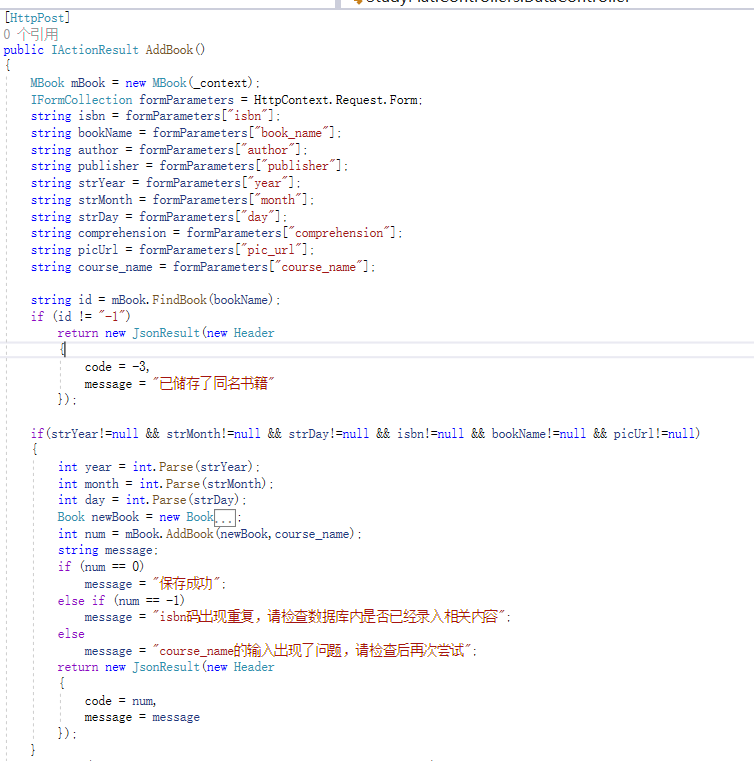 [HttpPost]
0 个引用
public IActionResult AddBook()
{
MBook mBook = new MBook(_context);
IFormCollection formParameters = HttpContext.Request.Form;
string isbn = formParameters["isbn"];
string bookName = formParameters["book_name"];
string author = formParameters["author"];
string publisher = formParameters["publisher"];
string strYear = formParameters["year"];
string strMonth = formParameters["month"];
string strDay = formParameters["day"];
string comprehension = formParameters["comprehension"];
string picUrl = formParameters["pic_url"];
string course_name = formParameters["course_name"];
string id = mBook.FindBook(bookName);
if (id != "-1")
return new JsonResult(new Header
{
code = -3,
message = "已储存了同名书籍"
});
if(strYear!=null && strMonth!=null && strDay!=null && isbn!=null && bookName!=null && picUrl!=null)
{
int year = int.Parse(strYear);
int month = int.Parse(strMonth);
int day = int.Parse(strDay);
Book newBook = new Book...;
int num = mBook.AddBook(newBook,course_name);
string message;
if (num == 0)
message = "保存成功";
else if (num == -1)
message = "isbn码出现重复，请检查数据库内是否已经录入相关内容";
else
message = "course_name的输入出现了问题，请检查后再次尝试";
return new JsonResult(new Header
{
code = num,
message = message
});
}